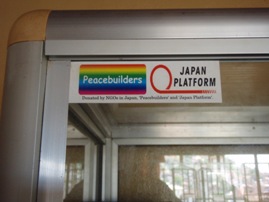 Peacebuilders
JAPAN
PLATFORM
Donated by NGOs in Japan, 'Peacebuilders' and 'Japan Platform'.